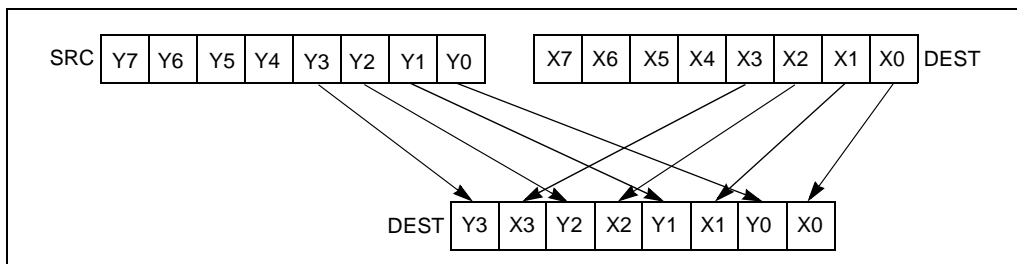 SRC Y7 Y6 Y5 Y4 Y3 Y2 Y1 Y0 X7 X6 X5 X4 X3 X2 X1 X0 DEST
DEST Y3 X3 Y2 X2 Y1 X1 Y0 X0